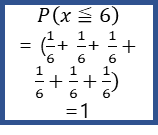 P(x ≦ 6)
= (1/6 + 1/6 + 1/6 +
1/6 + 1/6 + 1/6)
=1